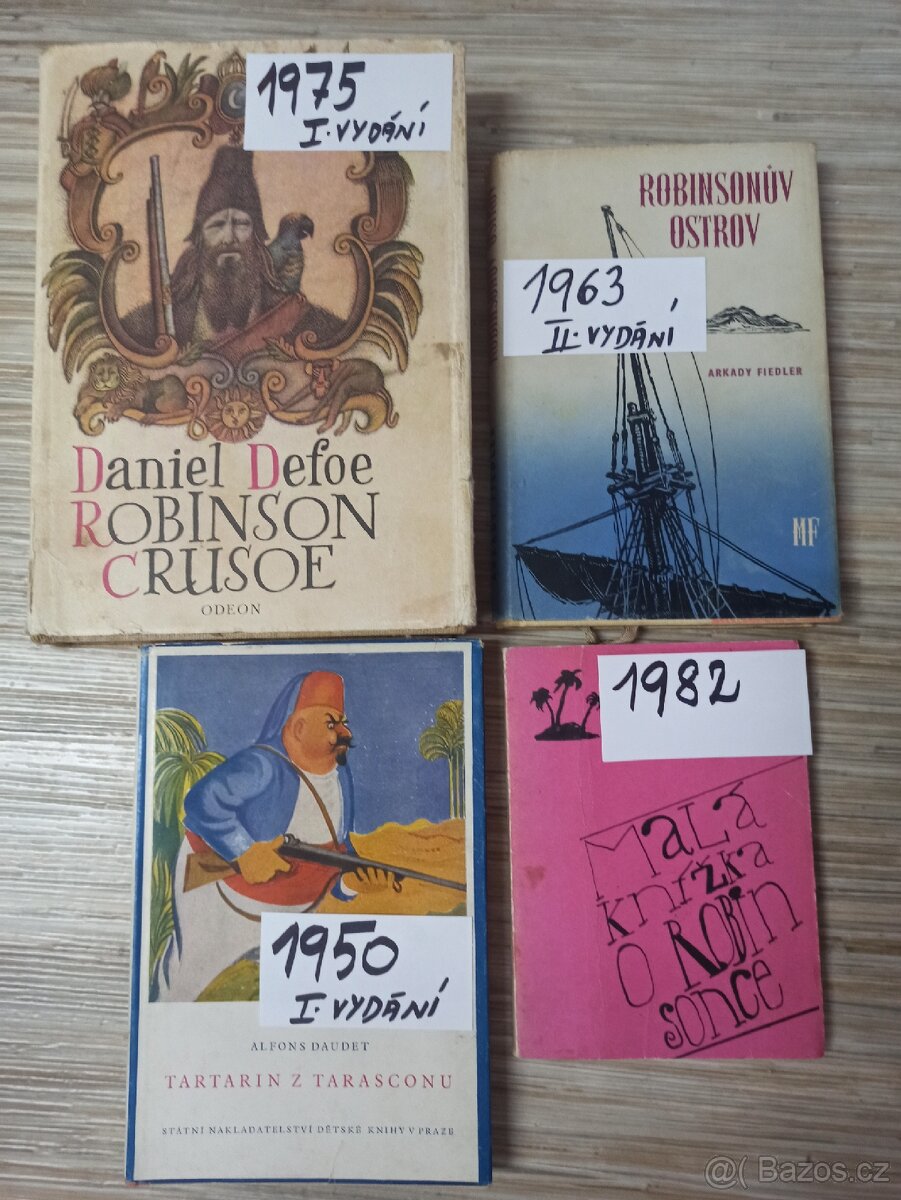 1975
I. VYDÁNÍ
Daniel Defoe
ROBINSON
CRUSOE
ODEON
ROBINSONŮV
OSTROV
1963
II. VYDÁNÍ
ARKADY FIEDLER
MF
1950
I. VYDÁNÍ
ALFONS DAUDET
TARTARIN Z TARASCONU
STÁTNÍ NAKLADATELSTVÍ DĚTSKÉ KNIHY V PRAZE
1982
MALÁ
knížka
O ROBIN
sonce
Bazos.cz